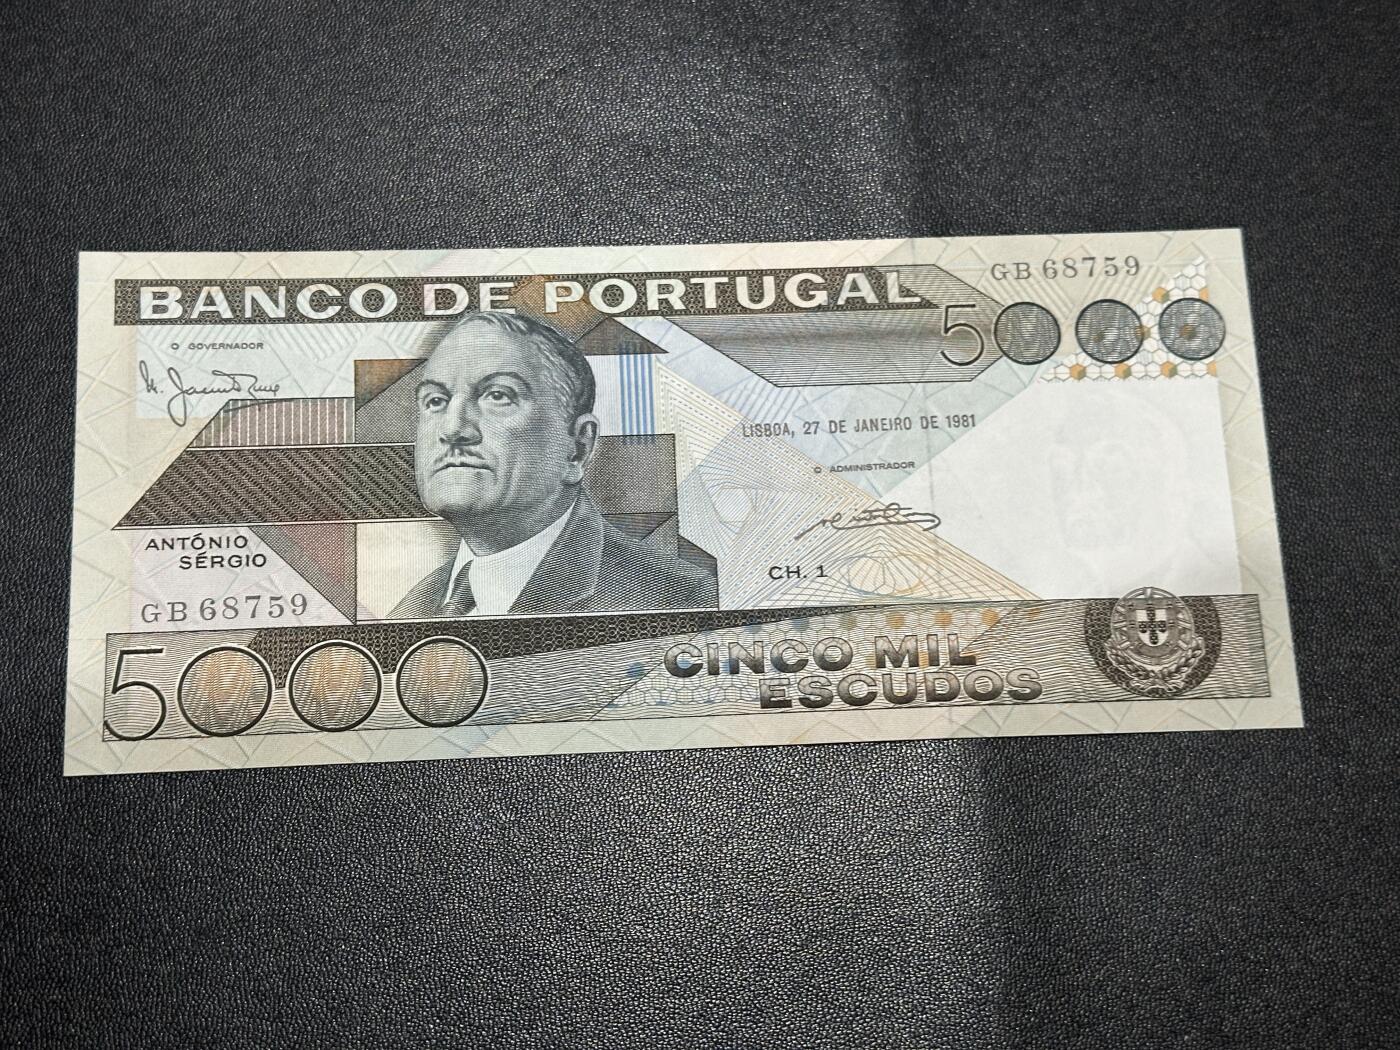 BANCO DE PORTUGAL
GB 68759
5000
O GOVERNADOR
LISBOA, 27 DE JANEIRO DE 1981
O ADMINISTRADOR
ANTÓNIO
SÉRGIO
CH. 1
GB 68759
5000
CINCO MIL
ESCUDOS